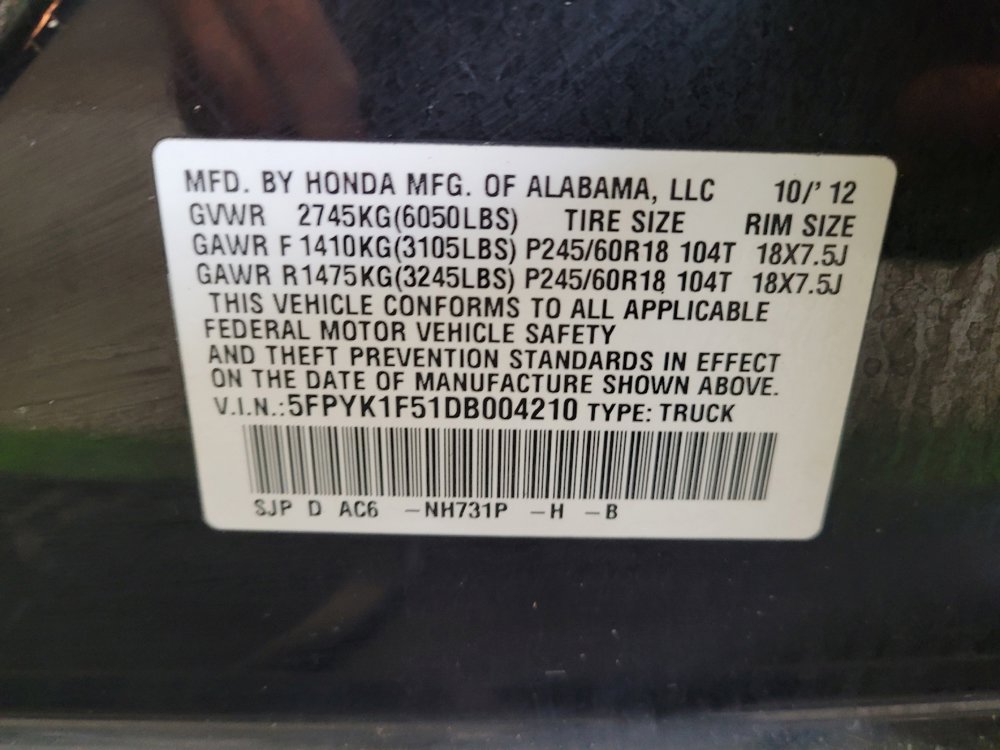 MFD. BY HONDA MFG. OF ALABAMA, LLC 10/' 12
GVWR 2745KG(6050LBS) TIRE SIZE RIM SIZE
GAWR F 1410KG(3105LBS) P245/60R18 104T 18X7.5J
GAWR R1475KG(3245LBS) P245/60R18 104T 18X7.5J
THIS VEHICLE CONFORMS TO ALL APPLICABLE
FEDERAL MOTOR VEHICLE SAFETY
AND THEFT PREVENTION STANDARDS IN EFFECT
ON THE DATE OF MANUFACTURE SHOWN ABOVE.
V.I.N.: 5FPYK1F51DB004210 TYPE: TRUCK
SJP D AC6 -NH731P -H -B